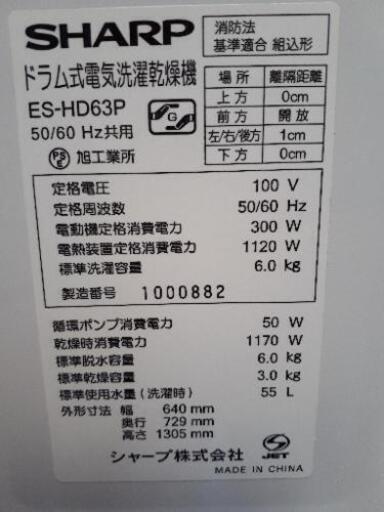 SHARP
ドラム式電気洗濯乾燥機
ES-HD63P
50/60 Hz共用
G
PSE 旭工業所
消防法
基準適合 組込形
場所 離隔距離
上方 0cm
前方 開放
左/右/後方 1cm
下方 0cm
定格電圧 100 V
定格周波数 50/60 Hz
電動機定格消費電力 300 W
電熱装置定格消費電力 1120 W
標準洗濯容量 6.0 kg
製造番号 1000882
循環ポンプ消費電力 50 W
乾燥時消費電力 1170 W
標準脱水容量 6.0 kg
標準乾燥容量 3.0 kg
標準使用水量(洗濯時) 55 L
外形寸法 幅 640 mm
奥行 729 mm
高さ 1305 mm
シャープ株式会社
JET
MADE IN CHINA